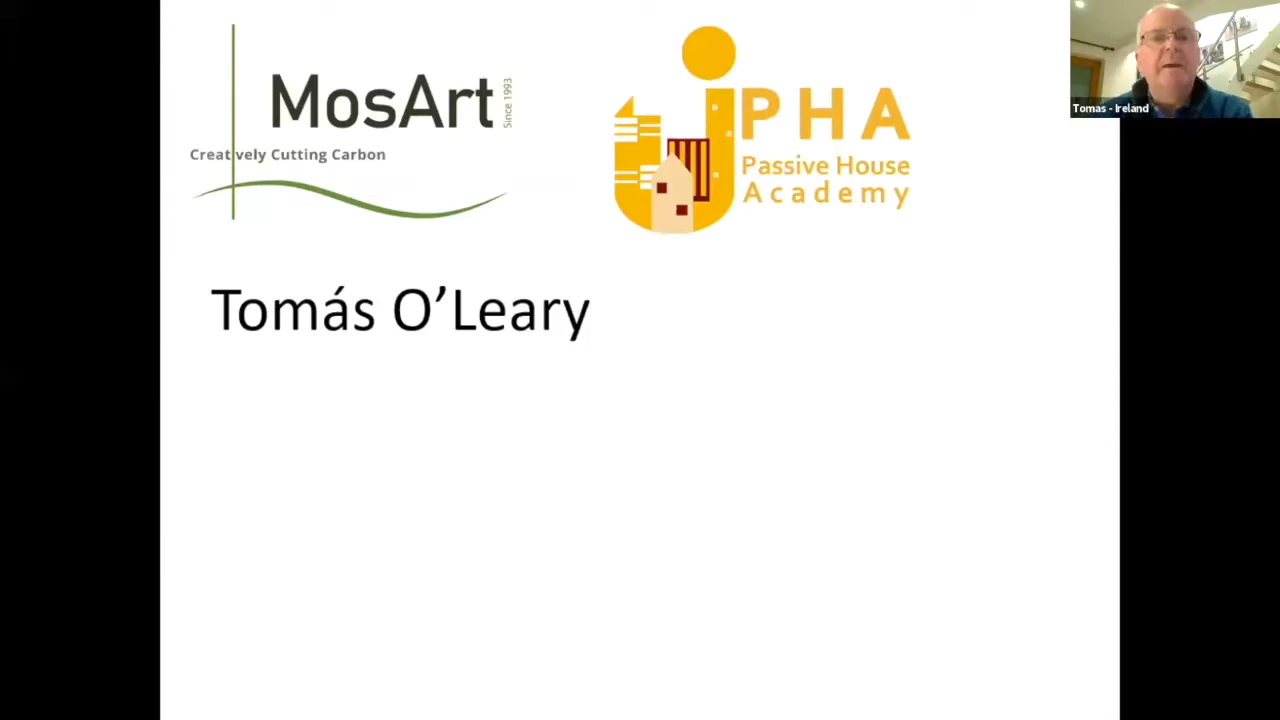 MosArt
Since 1993
Creatively Cutting Carbon
PHA
Passive House
Academy
Tomas - Ireland
Tomás O’Leary